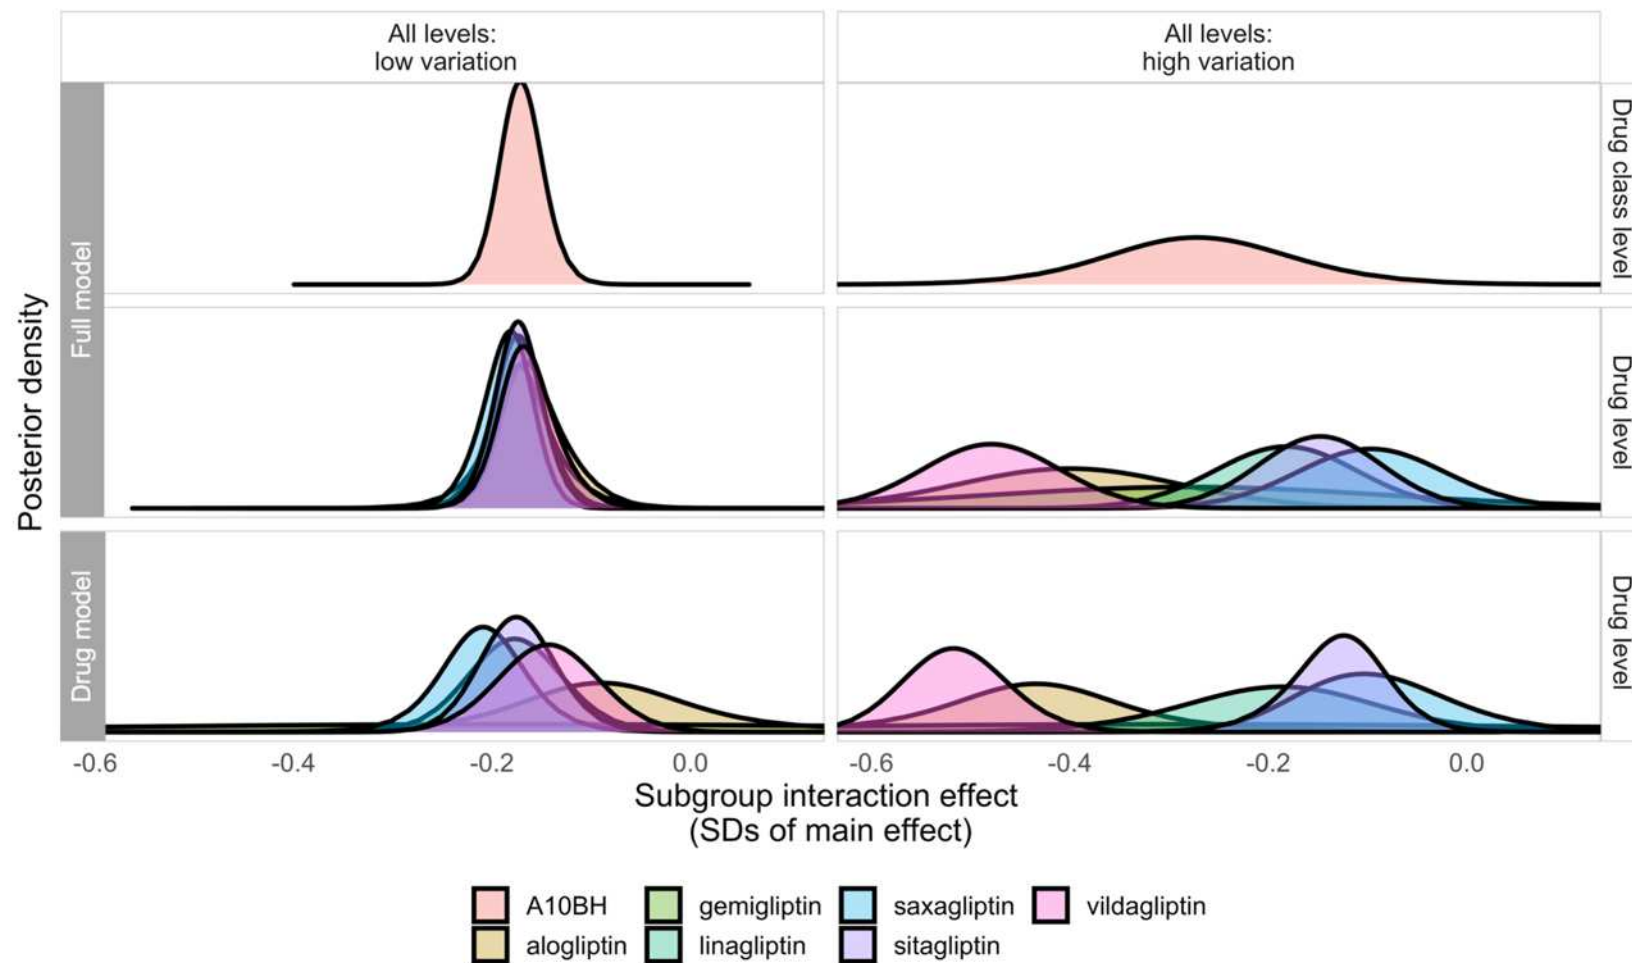 All levels:
low variation
All levels:
high variation
Posterior density
Full model
Drug model
Drug class level
Drug level
Drug level
-0.6 -0.4 -0.2 0.0
-0.6 -0.4 -0.2 0.0
Subgroup interaction effect
(SDs of main effect)
A10BH gemigliptin saxagliptin vildagliptin
alogliptin linagliptin sitagliptin